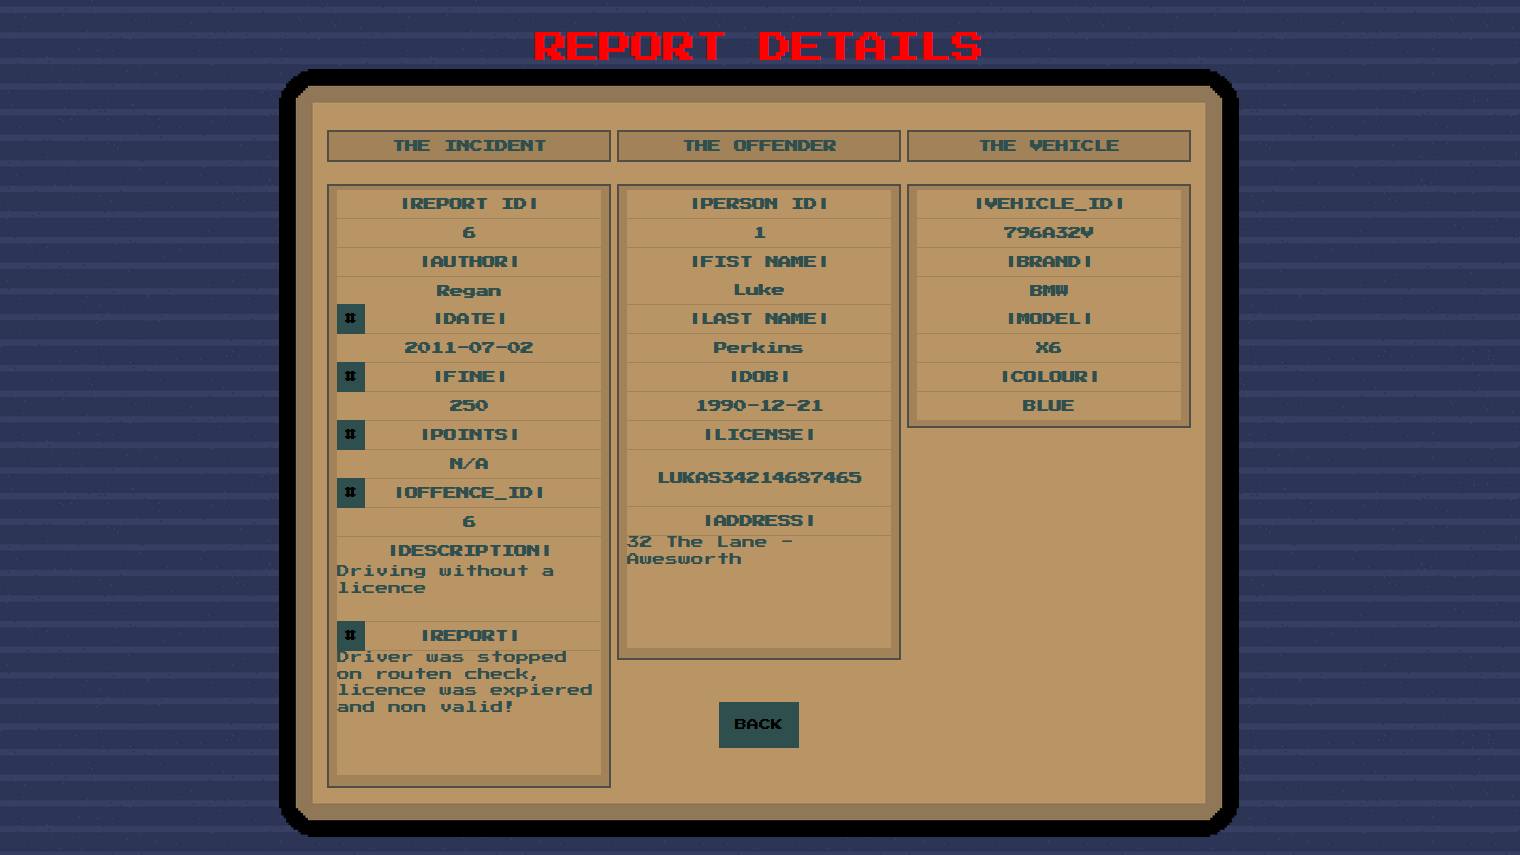 REPORT DETAILS
THE INCIDENT
|REPORT ID|
6
|AUTHOR|
Regan
# |DATE|
2011-07-02
# |FINE|
250
# |POINTS|
N/A
# |OFFENCE_ID|
6
|DESCRIPTION|
Driving without a
licence
# |REPORT|
Driver was stopped
on routen check,
licence was expiered
and non valid!
THE OFFENDER
|PERSON ID|
1
|FIST NAME|
Luke
|LAST NAME|
Perkins
|DOB|
1990-12-21
|LICENSE|
LUKAS34214687465
|ADDRESS|
32 The Lane -
Awesworth
BACK
THE VEHICLE
|VEHICLE_ID|
796A32V
|BRAND|
BMW
|MODEL|
X6
|COLOUR|
BLUE